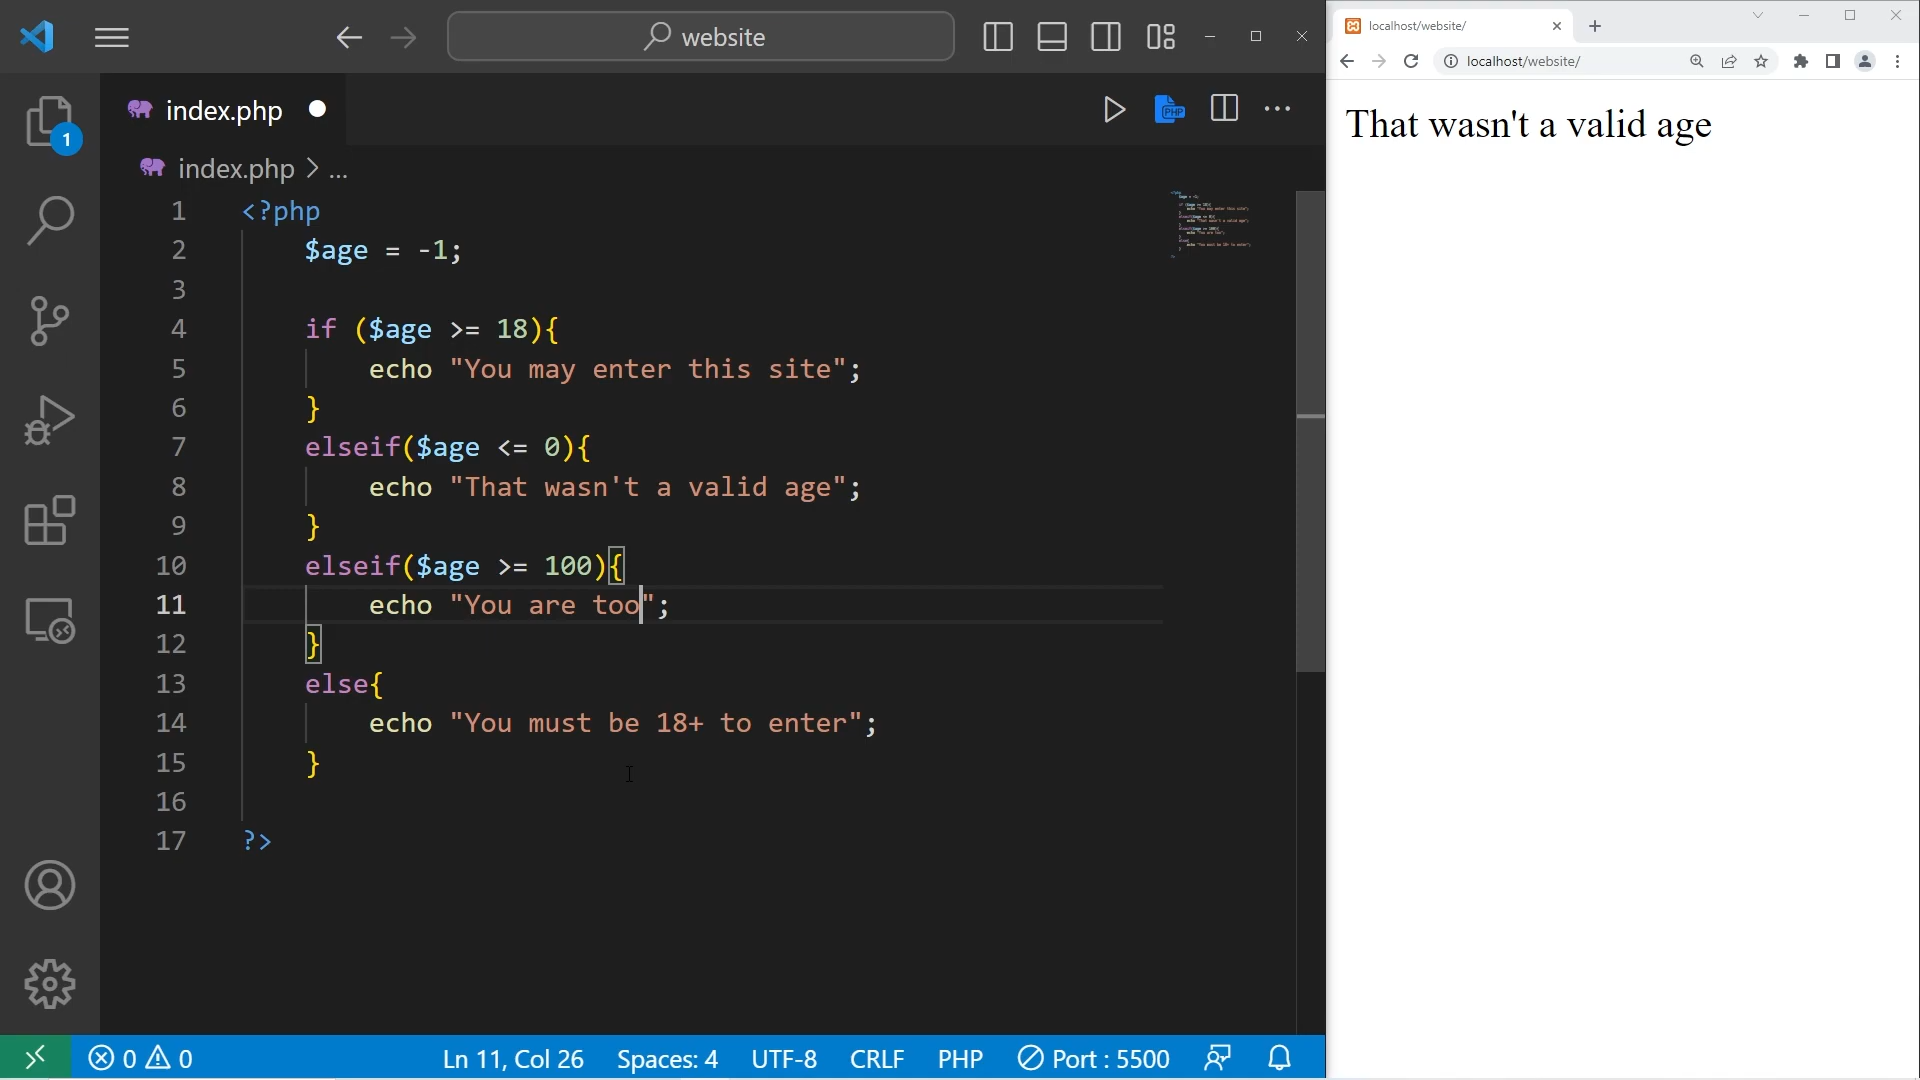 website
index.php
index.php > ...
1 <?php
2 $age = -1;
3
4 if ($age >= 18){
5 echo "You may enter this site";
6 }
7 elseif($age <= 0){
8 echo "That wasn't a valid age";
9 }
10 elseif($age >= 100){
11 echo "You are too";
12 }
13 else{
14 echo "You must be 18+ to enter";
15 }
16
17 ?>
1
PHP
0 0 Ln 11, Col 26 Spaces: 4 UTF-8 CRLF PHP Port : 5500
localhost/website/
localhost/website/
That wasn't a valid age